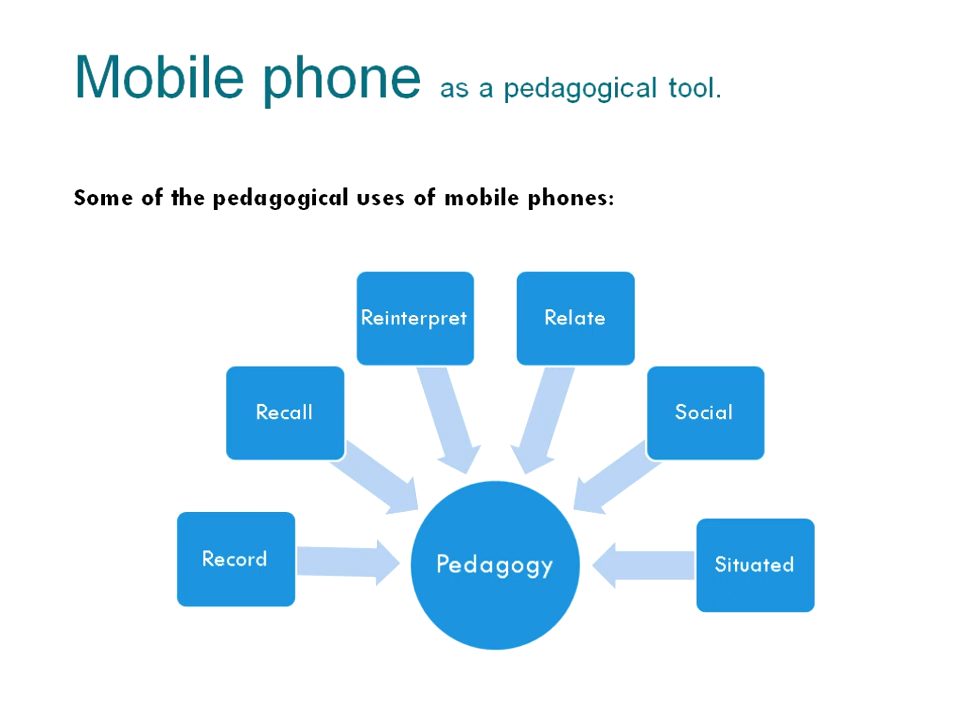 Mobile phone as a pedagogical tool.
Some of the pedagogical uses of mobile phones:
Reinterpret
Relate
Recall
Social
Record
Pedagogy
Situated